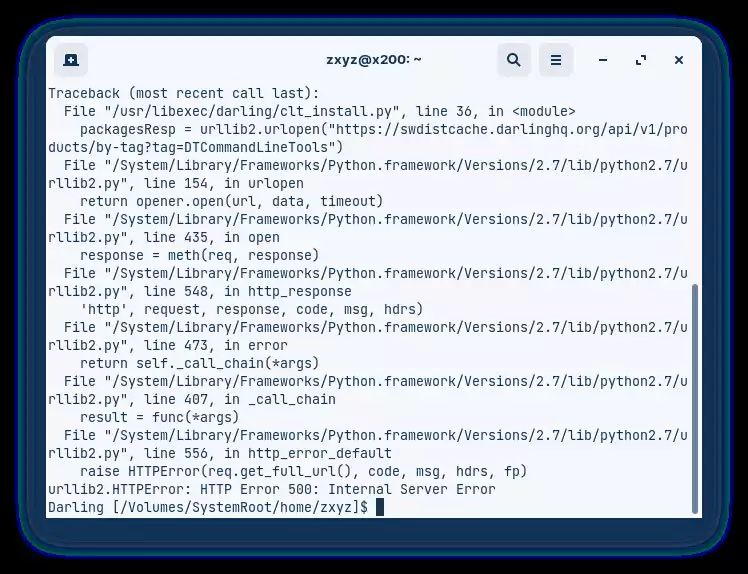 zxyz@x200: ~
Traceback (most recent call last):
  File "/usr/libexec/darling/clt_install.py", line 36, in <module>
    packagesResp = urllib2.urlopen("https://swdistcache.darlinghq.org/api/v1/pro
ducts/by-tag?tag=DTCommandLineTools")
  File "/System/Library/Frameworks/Python.framework/Versions/2.7/lib/python2.7/u
rllib2.py", line 154, in urlopen
    return opener.open(url, data, timeout)
  File "/System/Library/Frameworks/Python.framework/Versions/2.7/lib/python2.7/u
rllib2.py", line 435, in open
    response = meth(req, response)
  File "/System/Library/Frameworks/Python.framework/Versions/2.7/lib/python2.7/u
rllib2.py", line 548, in http_response
    'http', request, response, code, msg, hdrs)
  File "/System/Library/Frameworks/Python.framework/Versions/2.7/lib/python2.7/u
rllib2.py", line 473, in error
    return self._call_chain(*args)
  File "/System/Library/Frameworks/Python.framework/Versions/2.7/lib/python2.7/u
rllib2.py", line 407, in _call_chain
    result = func(*args)
  File "/System/Library/Frameworks/Python.framework/Versions/2.7/lib/python2.7/u
rllib2.py", line 556, in http_error_default
    raise HTTPError(req.get_full_url(), code, msg, hdrs, fp)
urllib2.HTTPError: HTTP Error 500: Internal Server Error
Darling [/Volumes/SystemRoot/home/zxyz]$